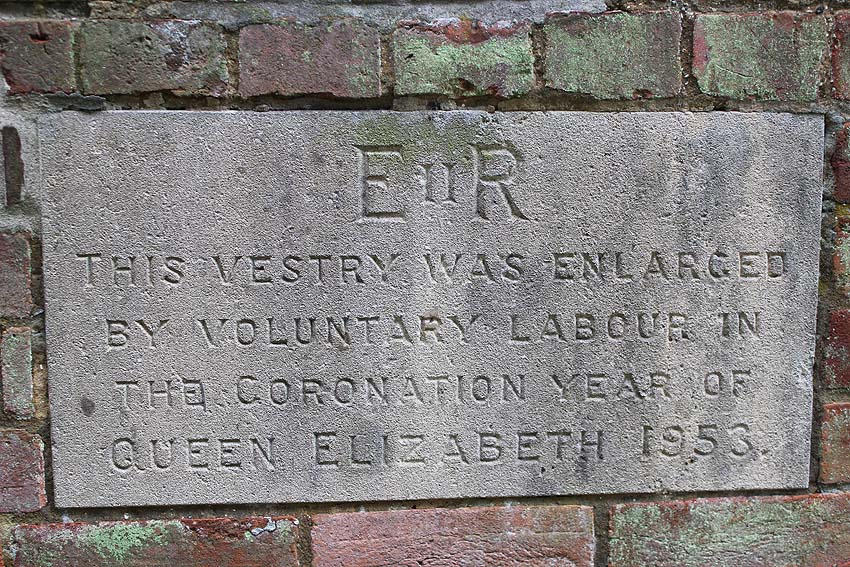 EIIR
THIS VESTRY WAS ENLARGED
BY VOLUNTARY LABOUR IN
THE CORONATION YEAR OF
QUEEN ELIZABETH 1953.